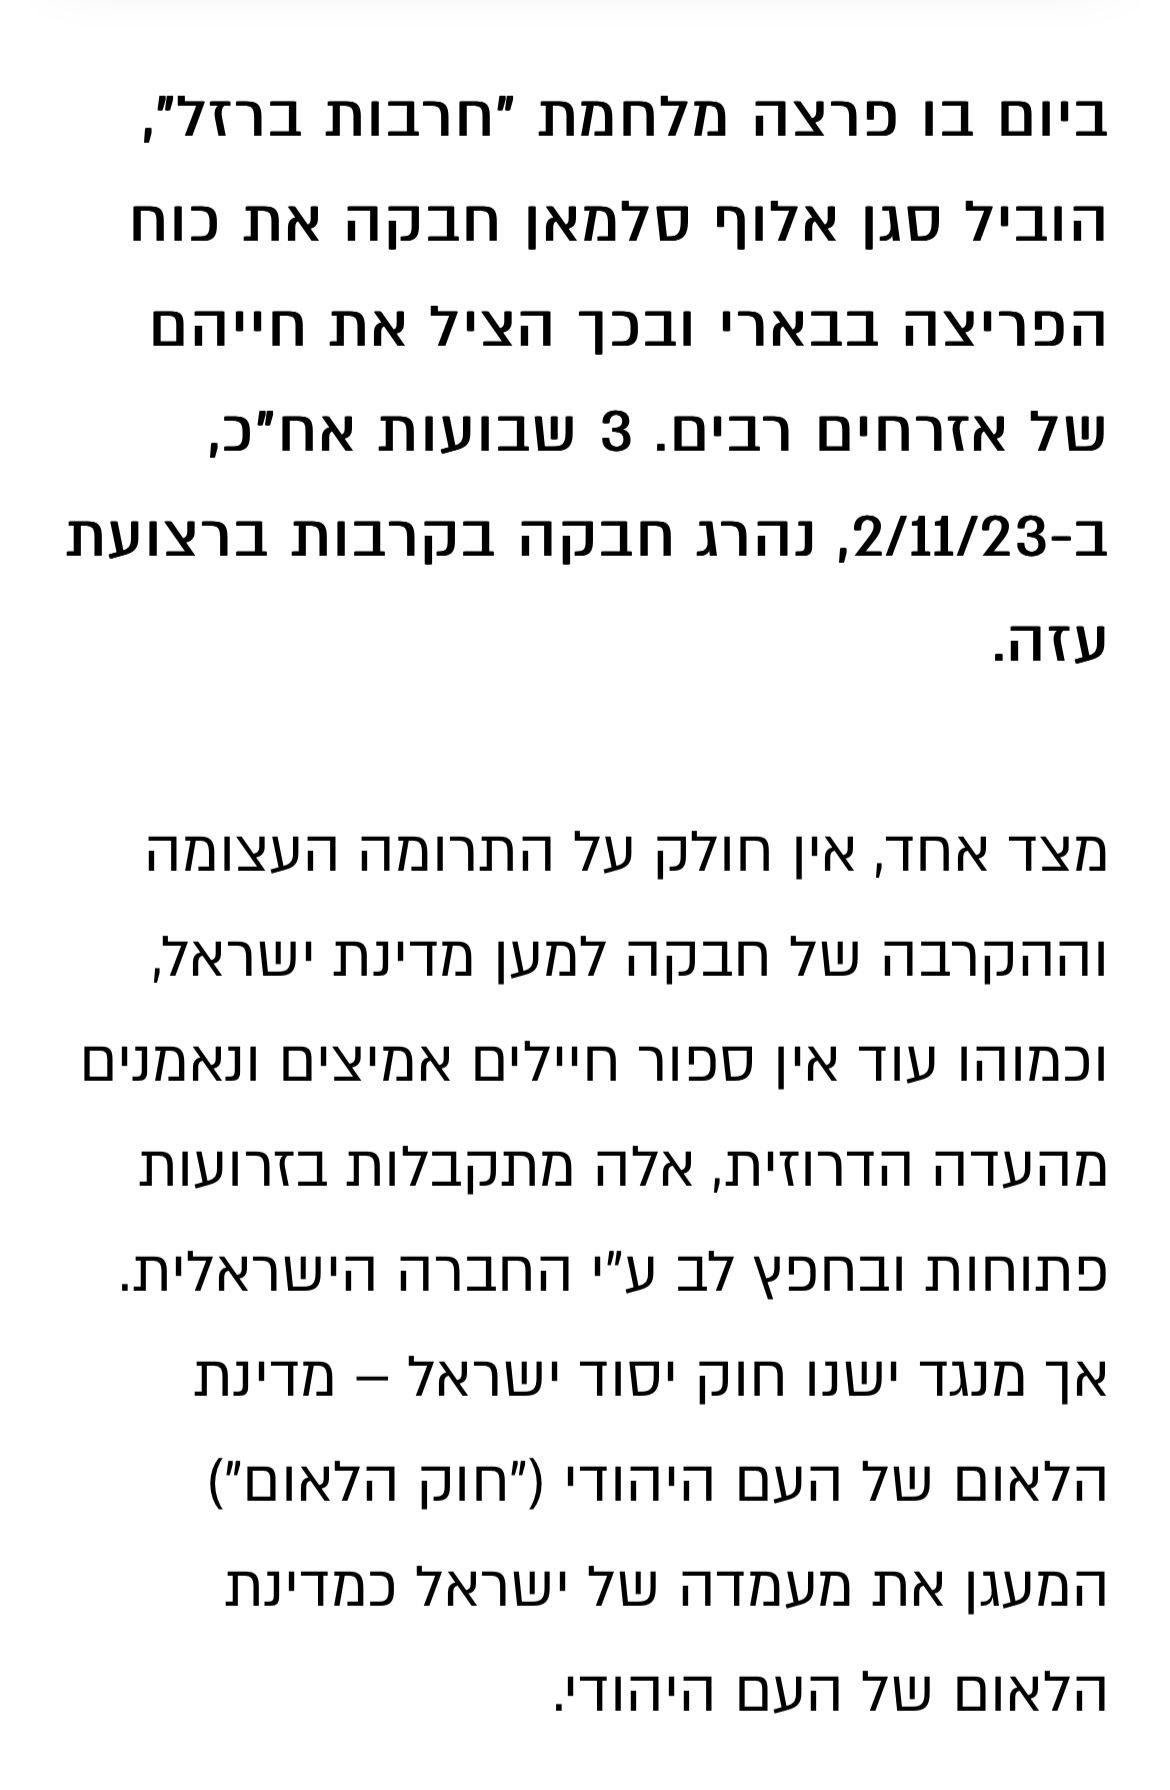 ביום בו פרצה מלחמת "חרבות ברזל",
הוביל סגן אלוף סלמאן חבקה את כוח
הפריצה בבארי ובכך הציל את חייהם
של אזרחים רבים. 3 שבועות אח"כ,
ב-2/11/23, נהרג חבקה בקרבות ברצועת
עזה.
מצד אחד, אין חולק על התרומה העצומה
וההקרבה של חבקה למען מדינת ישראל,
וכמוהו עוד אין ספור חיילים אמיצים ונאמנים
מהעדה הדרוזית, אלה מתקבלות בזרועות
פתוחות ובחפץ לב ע"י החברה הישראלית.
אך מנגד ישנו חוק יסוד ישראל – מדינת
הלאום של העם היהודי ("חוק הלאום")
המעגן את מעמדה של ישראל כמדינת
הלאום של העם היהודי.